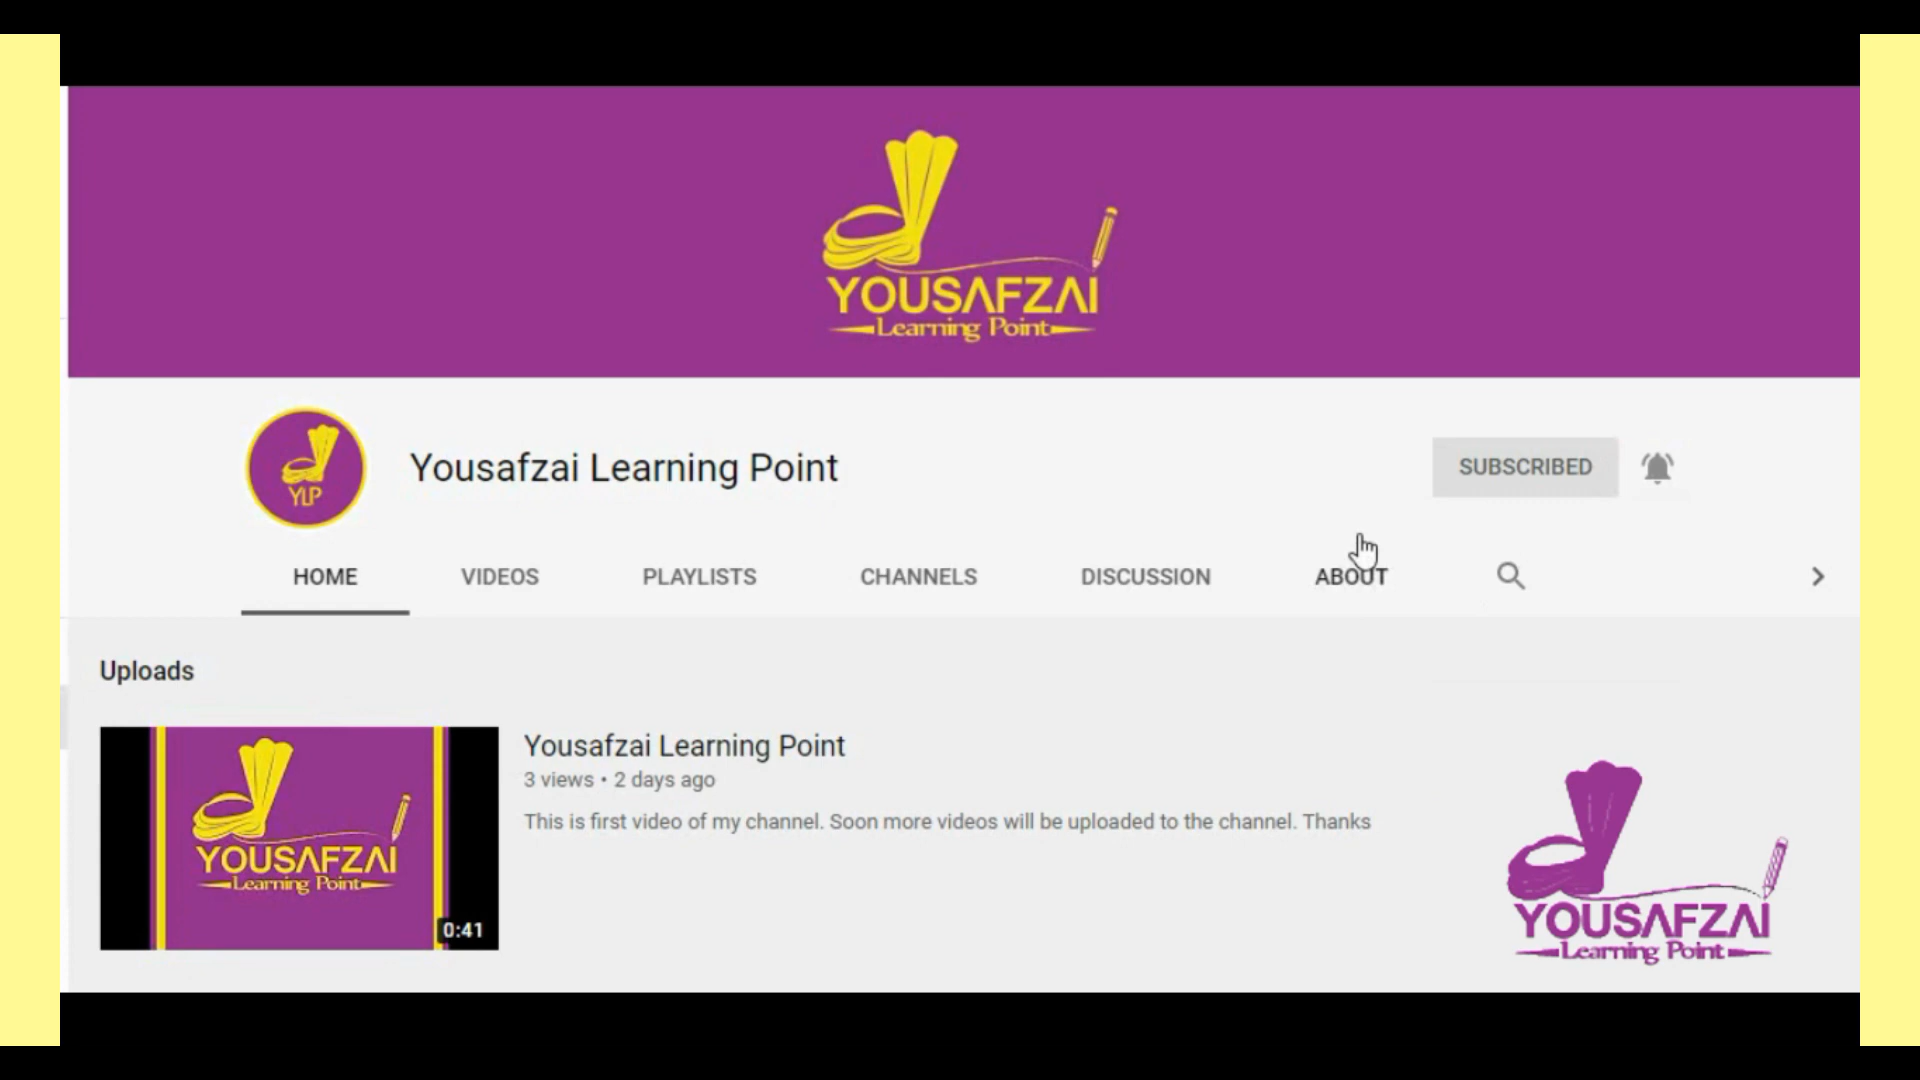 YOUSAFZAI
Learning Point
YLP
Yousafzai Learning Point
SUBSCRIBED
HOME VIDEOS PLAYLISTS CHANNELS DISCUSSION ABOUT
Uploads
YOUSAFZAI
Learning Point
0:41
Yousafzai Learning Point
3 views • 2 days ago
This is first video of my channel. Soon more videos will be uploaded to the channel. Thanks
YOUSAFZAI
Learning Point